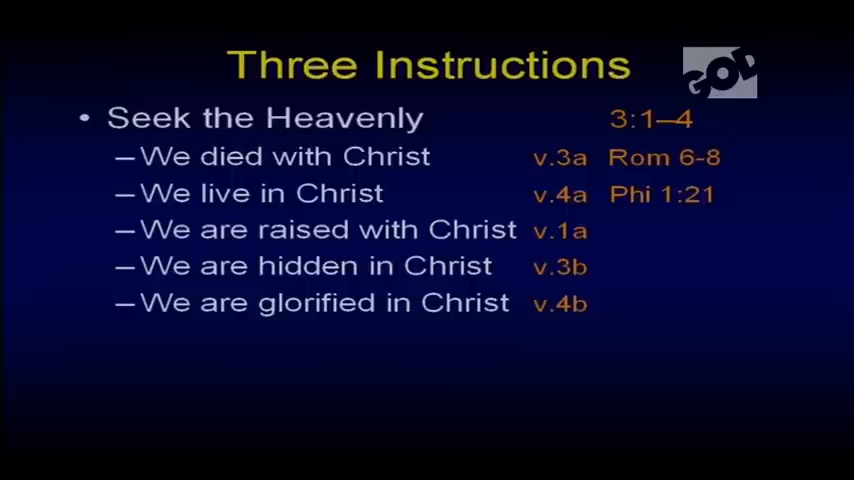 Three Instructions
GOD
• Seek the Heavenly 3:1–4
–We died with Christ v.3a Rom 6-8
–We live in Christ v.4a Phi 1:21
–We are raised with Christ v.1a
–We are hidden in Christ v.3b
–We are glorified in Christ v.4b